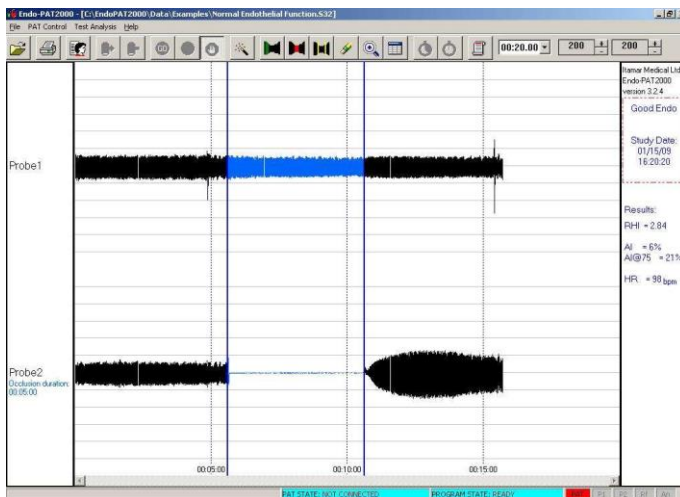 Endo-PAT2000 - [C:\EndoPAT2000\Data\Examples\Normal Endothelial Function.S32]
File PAT Control Test Analysis Help
GO
00:20.00
200
200
Itamar Medical Ltd
Endo-PAT2000
version 3.2.4
Good Endo
Study Date:
01/15/09
16:20:20
Probe1
Results:
RHI = 2.84
AI = 6%
AI@75 = 21%
HR = 98 bpm
Probe2
Occlusion duration:
00:05:00
00:05:00
00:10:00
00:15:00
PAT STATE: NOT CONNECTED
PROGRAM STATE: READY